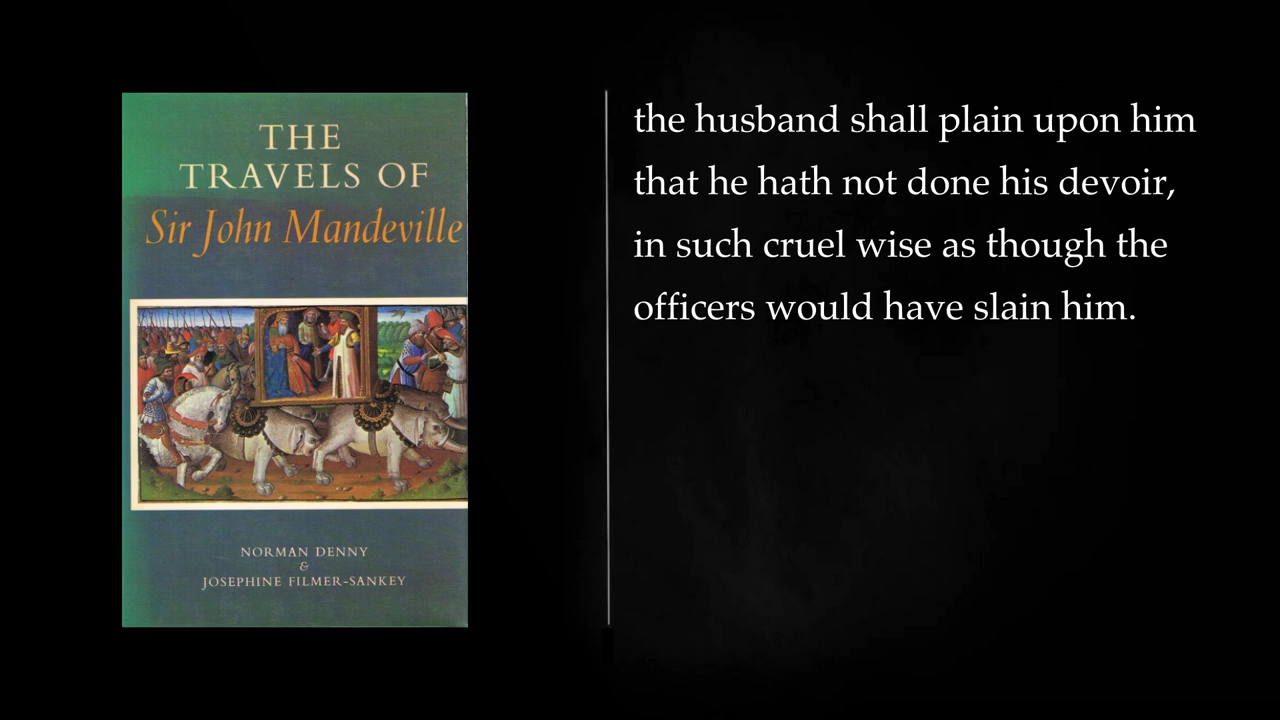 THE
TRAVELS OF
Sir John Mandeville
NORMAN DENNY
&
JOSEPHINE FILMER-SANKEY
the husband shall plain upon him
that he hath not done his devoir,
in such cruel wise as though the
officers would have slain him.